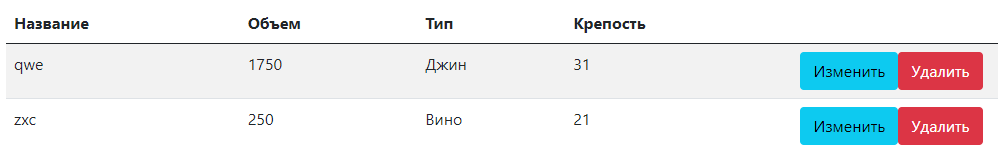 Название Объем Тип Крепость
qwe 1750 Джин 31 Изменить Удалить
zxc 250 Вино 21 Изменить Удалить